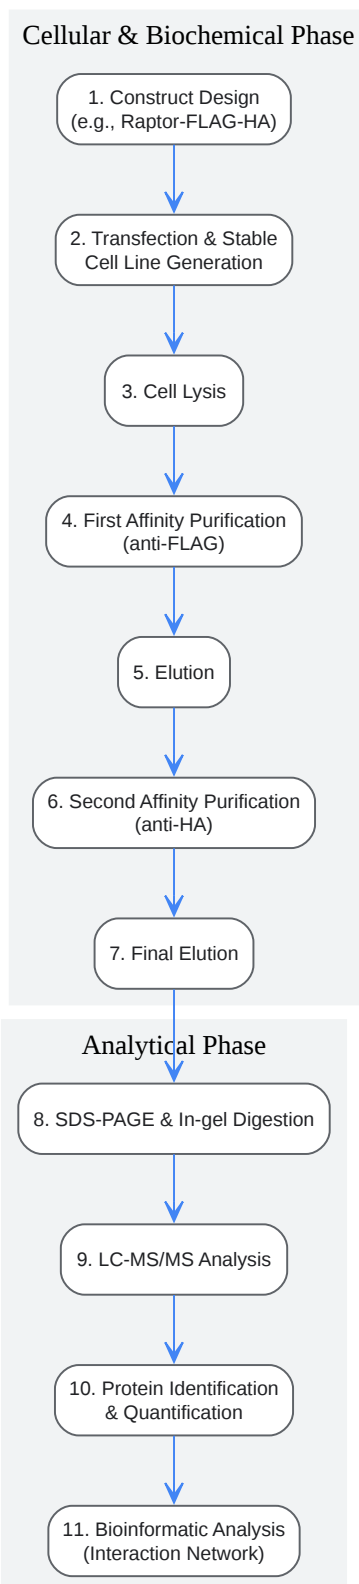 Cellular & Biochemical Phase
1. Construct Design
(e.g., Raptor-FLAG-HA)
2. Transfection & Stable
Cell Line Generation
3. Cell Lysis
4. First Affinity Purification
(anti-FLAG)
5. Elution
6. Second Affinity Purification
(anti-HA)
7. Final Elution
Analytical Phase
8. SDS-PAGE & In-gel Digestion
9. LC-MS/MS Analysis
10. Protein Identification
& Quantification
11. Bioinformatic Analysis
(Interaction Network)